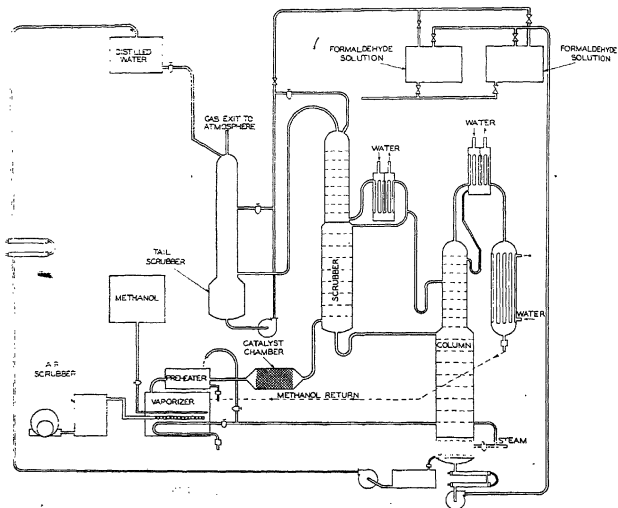 DISTILLED
WATER
GAS EXIT TO
ATMOSPHERE
FORMALDEHYDE
SOLUTION
FORMALDEHYDE
SOLUTION
WATER
WATER
TAIL
SCRUBBER
SCRUBBER
METHANOL
CATALYST
CHAMBER
WATER
COLUMN
AIR
SCRUBBER
PREHEATER
METHANOL RETURN
VAPORIZER
STEAM